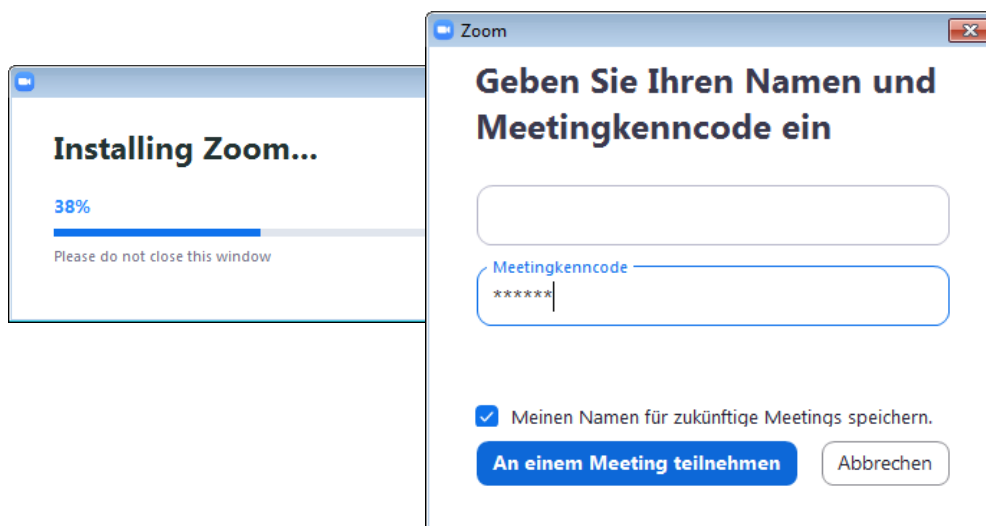 Installing Zoom...
38%
Please do not close this window
Zoom
Geben Sie Ihren Namen und
Meetingkenncode ein
Meetingkenncode
******
Meinen Namen für zukünftige Meetings speichern.
An einem Meeting teilnehmen
Abbrechen